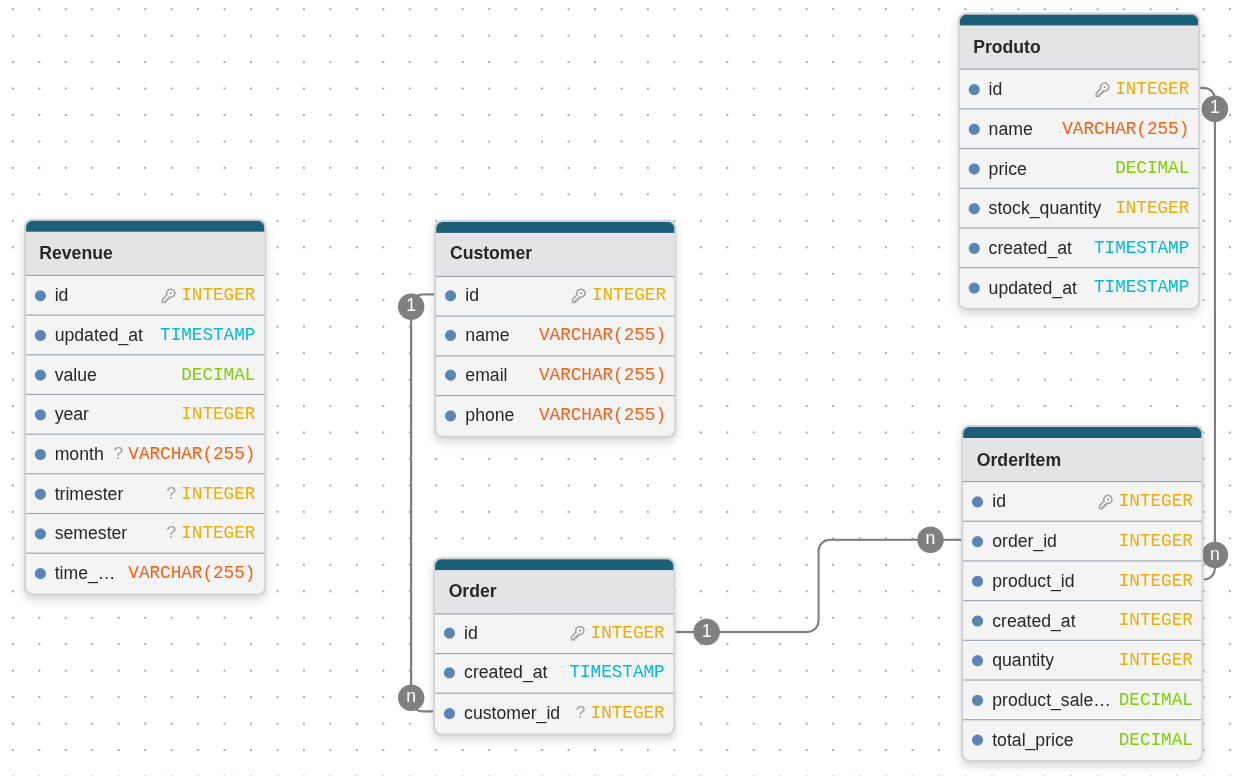 Produto
id INTEGER
name VARCHAR(255)
price DECIMAL
stock_quantity INTEGER
created_at TIMESTAMP
updated_at TIMESTAMP
1
n
Revenue
id INTEGER
updated_at TIMESTAMP
value DECIMAL
year INTEGER
month ? VARCHAR(255)
trimester ? INTEGER
semester ? INTEGER
time_... VARCHAR(255)
Customer
id INTEGER
name VARCHAR(255)
email VARCHAR(255)
phone VARCHAR(255)
1
n
Order
id INTEGER
created_at TIMESTAMP
customer_id ? INTEGER
1
n
OrderItem
id INTEGER
order_id INTEGER
product_id INTEGER
created_at INTEGER
quantity INTEGER
product_sale... DECIMAL
total_price DECIMAL